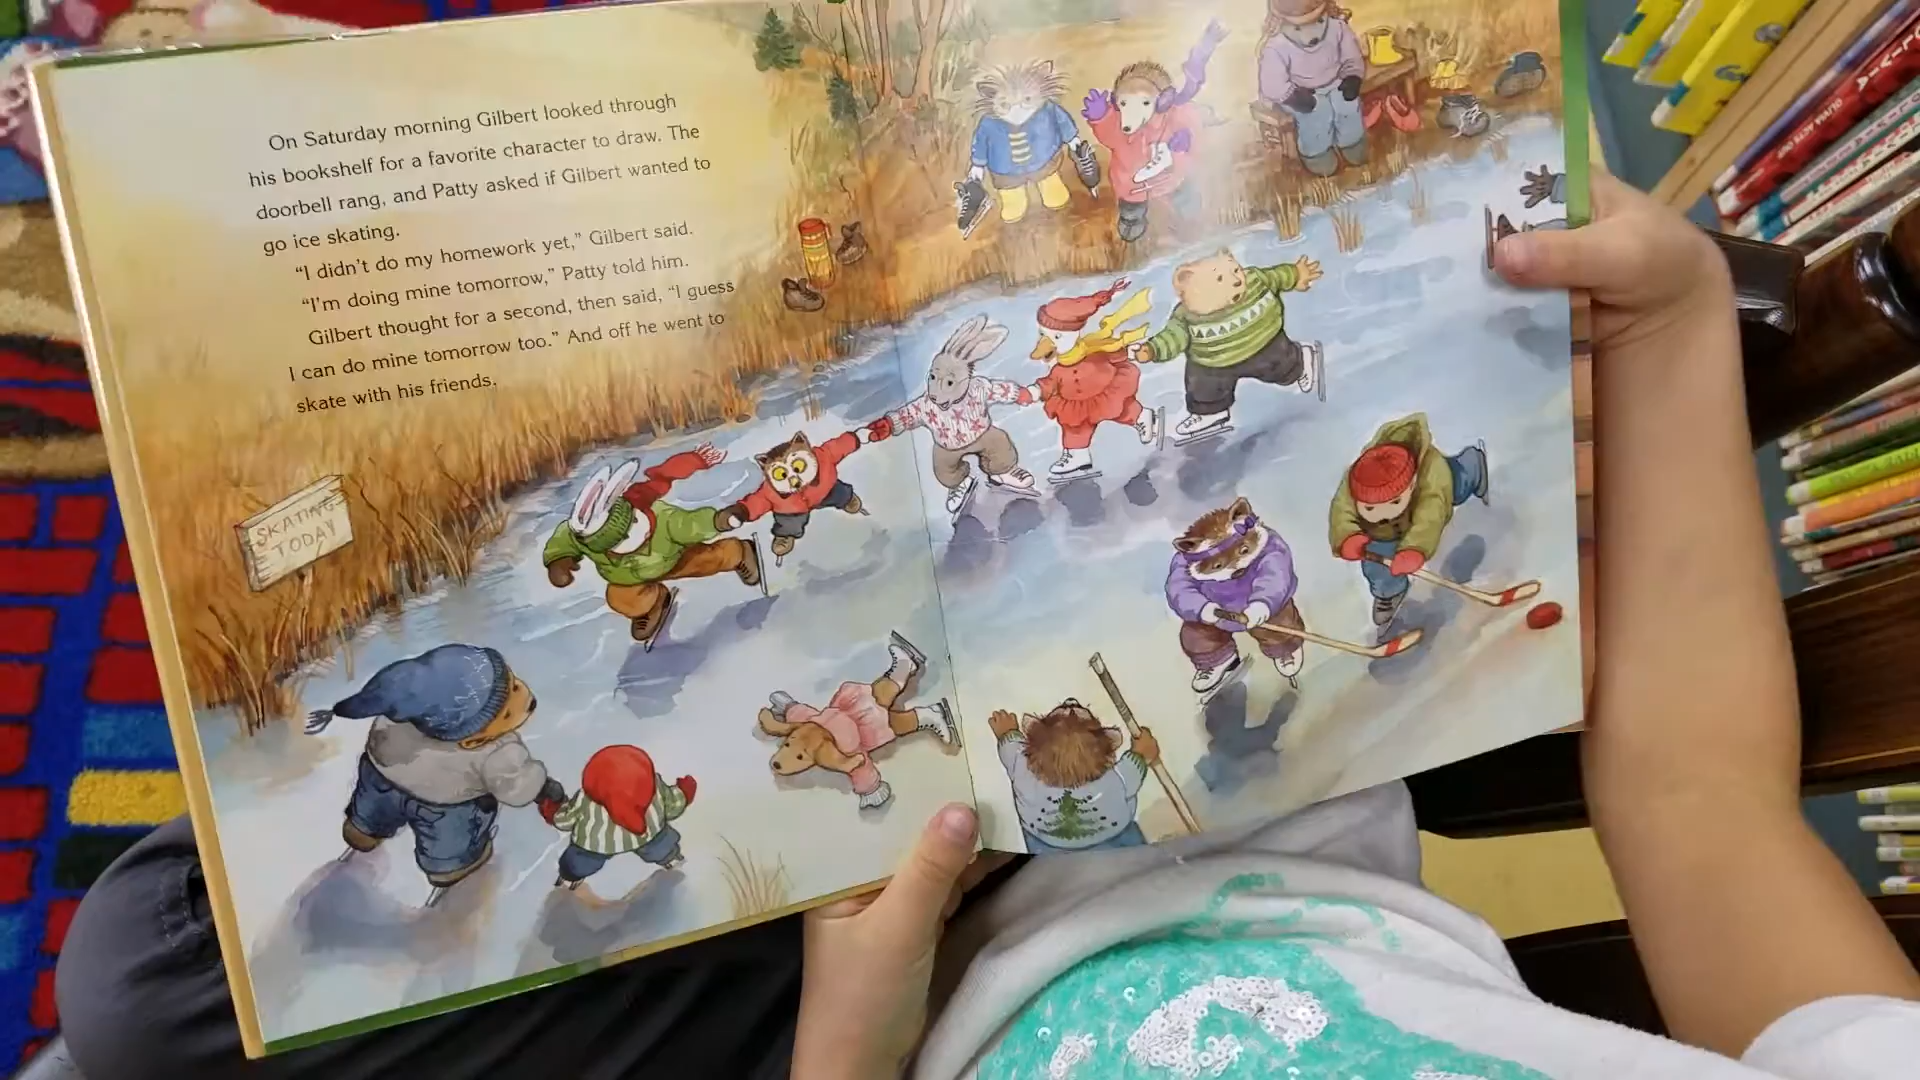 On Saturday morning Gilbert looked through
his bookshelf for a favorite character to draw. The
doorbell rang, and Patty asked if Gilbert wanted to
go ice skating.
“I didn’t do my homework yet,” Gilbert said.
“I’m doing mine tomorrow,” Patty told him.
Gilbert thought for a second, then said, “I guess
I can do mine tomorrow too.” And off he went to
skate with his friends.
SKATING
TODAY
OLIVIA